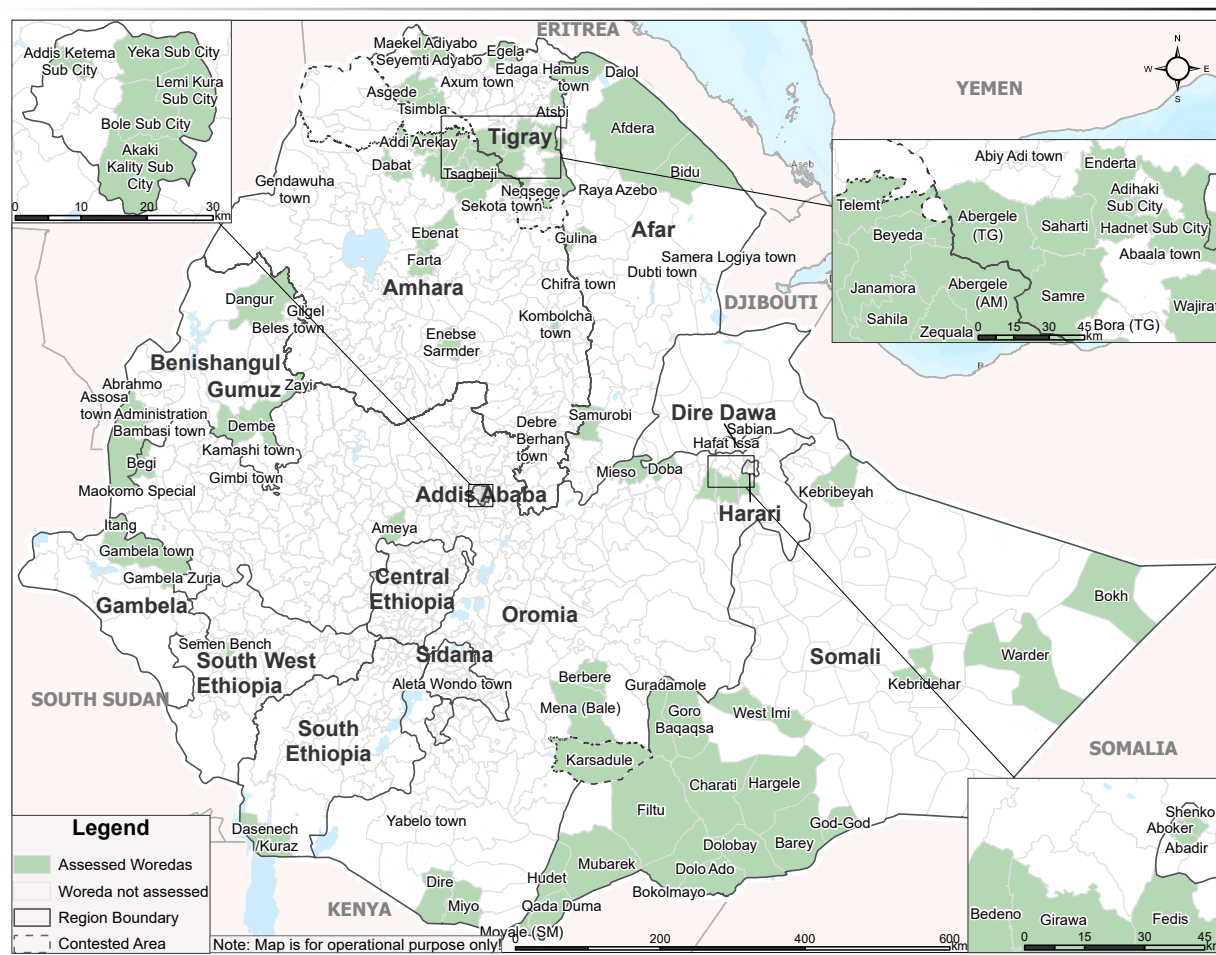 ERITREA
YEMEN
DJIBOUTI
SOMALIA
KENYA
SOUTH SUDAN
Aseb
N
W
E
S
Addis Ketema
Sub City
Yeka Sub City
Lemi Kura
Sub City
Bole Sub City
Akaki
Kality Sub
City
0
10
20
30
km
Maekel Adiyabo
Seyemti Adyabo
Egela
Axum town
Edaga Hamus
town
Dalol
Asgede
Tsimbla
Atsbi
Tigray
Afdera
Addi Arekay
Dabat
Tsagbeji
Bidu
Gendawuha
town
Neqsege
Raya Azebo
Sekota town
Ebenat
Gulina
Afar
Farta
Samera Logiya town
Dubti town
Amhara
Chifra town
Dangur
Gilgel
Beles town
Kombolcha
town
Enebse
Sarmder
Benishangul
Gumuz
Zayi
Abrahmo
Assosa
town Administration
Bambasi town
Dembe
Kamashi town
Begi
Gimbi town
Maokomo Special
Debre
Berhan
town
Samurobi
Dire Dawa
Sabian
Hafat Issa
Mieso
Doba
Addis Ababa
Harari
Kebribeyah
Itang
Ameya
Gambela town
Gambela Zuria
Gambela
Central
Ethiopia
Oromia
Bokh
Semen Bench
South West
Ethiopia
Sidama
Somali
Warder
Aleta Wondo town
Kebridehar
Berbere
Guradamole
Mena (Bale)
Goro
Baqaqsa
West Imi
South
Ethiopia
Karsadule
Charati
Hargele
Filtu
God-God
Dasenech
/Kuraz
Yabelo town
Dolobay
Barey
Mubarek
Dolo Ado
Dire
Hudet
Bokolmayo
Miyo
Qada Duma
Moyale (SM)
Abiy Adi town
Enderta
Telemt
Adihaki
Sub City
Abergele
(TG)
Saharti
Hadnet Sub City
Beyeda
Abaala town
Janamora
Abergele
(AM)
Samre
Wajirat
Sahila
Zequala
Bora (TG)
0
15
30
45
km
Shenkor
Aboker
Abadir
Bedeno
Girawa
Fedis
0
15
30
45
km
Legend
Assessed Woredas
Woreda not assessed
Region Boundary
Contested Area
Note: Map is for operational purpose only!
0
200
400
600
km